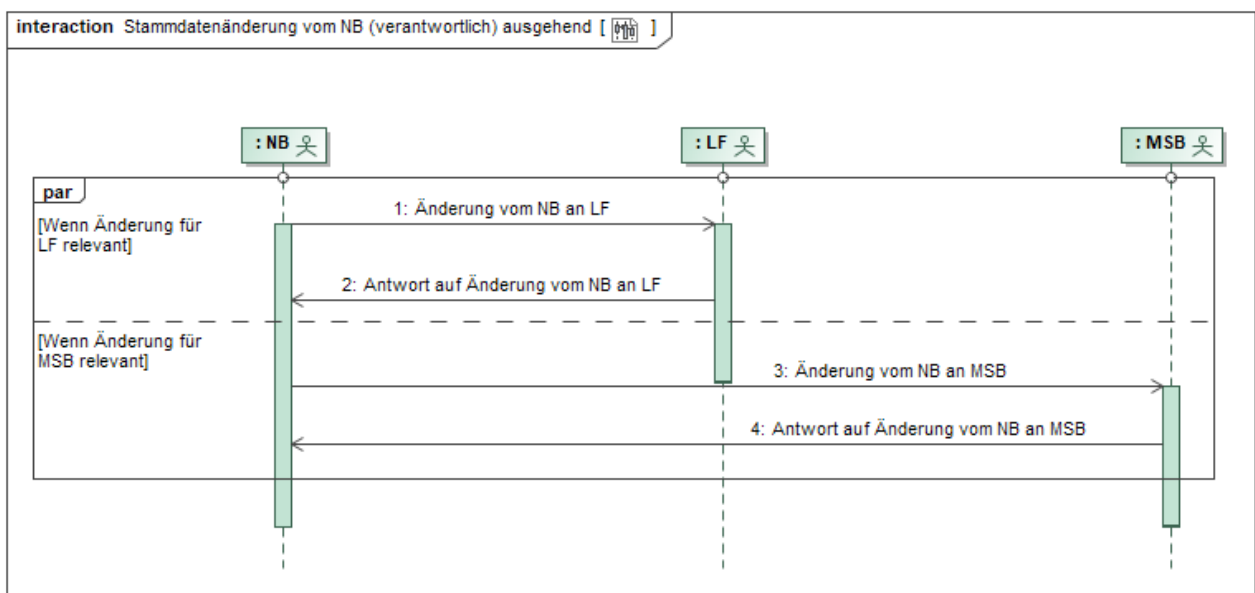 interaction Stammdatenänderung vom NB (verantwortlich) ausgehend [ ]
: NB
: LF
: MSB
par
[Wenn Änderung für
LF relevant]
1: Änderung vom NB an LF
2: Antwort auf Änderung vom NB an LF
[Wenn Änderung für
MSB relevant]
3: Änderung vom NB an MSB
4: Antwort auf Änderung vom NB an MSB